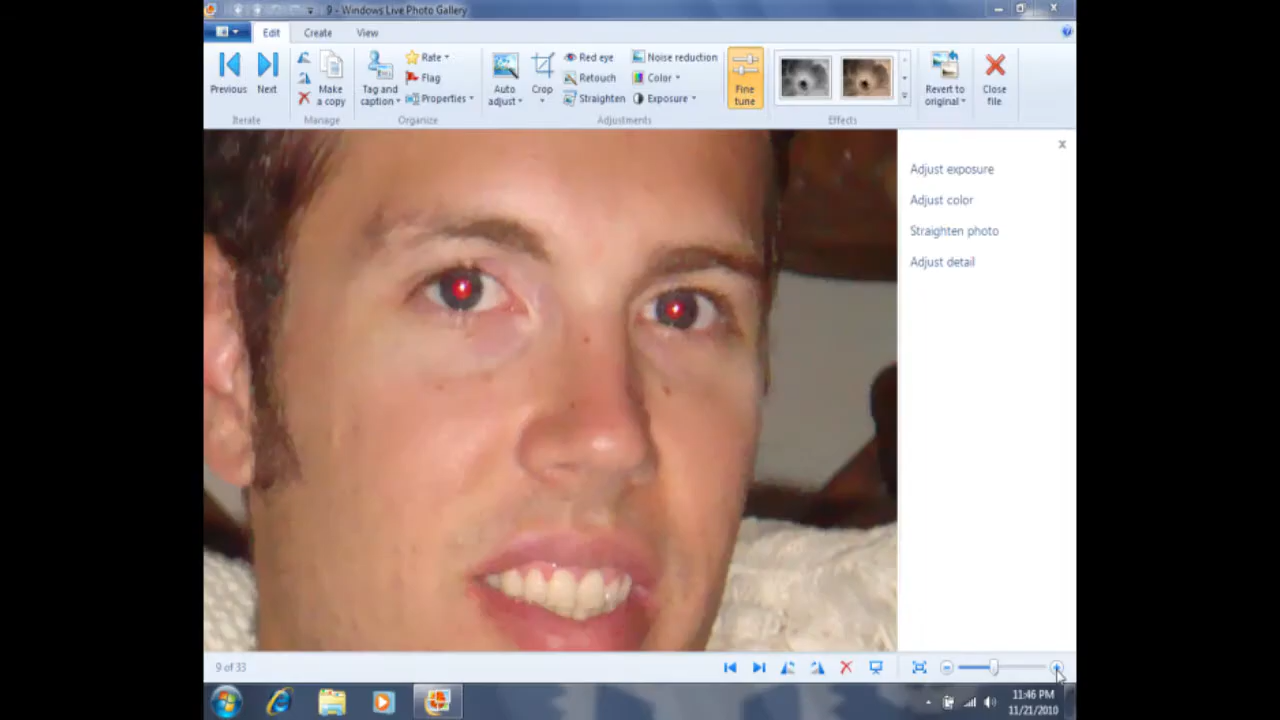 9 - Windows Live Photo Gallery
Edit Create View
Previous
Next
Iterate
Make a copy
Manage
Tag and caption
Rate
Flag
Properties
Organize
Auto adjust
Crop
Red eye
Retouch
Straighten
Noise reduction
Color
Exposure
Adjustments
Fine tune
Effects
Revert to original
Close file
Adjust exposure
Adjust color
Straighten photo
Adjust detail
9 of 33
11:46 PM
11/21/2010